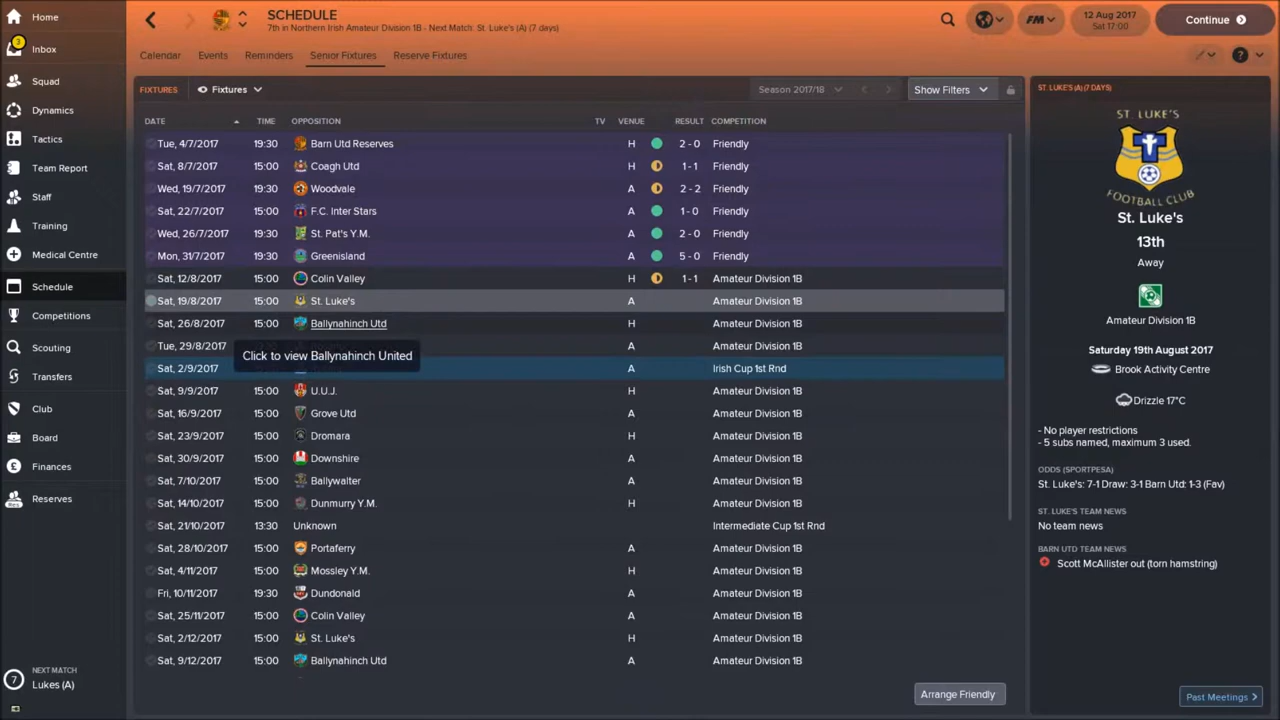 Home
3
Inbox
Squad
Dynamics
Tactics
Team Report
Staff
Training
Medical Centre
Schedule
Competitions
Scouting
Transfers
Club
Board
Finances
Reserves
NEXT MATCH
7
Lukes (A)
SCHEDULE
7th in Northern Irish Amateur Division 1B - Next Match: St. Luke's (A) (7 days)
FM
12 Aug 2017
Sat 17:00
Continue
Calendar Events Reminders Senior Fixtures Reserve Fixtures
?
FIXTURES Fixtures Season 2017/18 Show Filters
DATE TIME OPPOSITION TV VENUE RESULT COMPETITION
Tue, 4/7/2017 19:30 Barn Utd Reserves H 2 - 0 Friendly
Sat, 8/7/2017 15:00 Coagh Utd H 1 - 1 Friendly
Wed, 19/7/2017 19:30 Woodvale A 2 - 2 Friendly
Sat, 22/7/2017 15:00 F.C. Inter Stars A 1 - 0 Friendly
Wed, 26/7/2017 19:30 St. Pat's Y.M. A 2 - 0 Friendly
Mon, 31/7/2017 19:30 Greenisland A 5 - 0 Friendly
Sat, 12/8/2017 15:00 Colin Valley H 1 - 1 Amateur Division 1B
Sat, 19/8/2017 15:00 St. Luke's A Amateur Division 1B
Sat, 26/8/2017 15:00 Ballynahinch Utd H Amateur Division 1B
Tue, 29/8/2017 A Amateur Division 1B
Click to view Ballynahinch United
Sat, 2/9/2017 A Irish Cup 1st Rnd
Sat, 9/9/2017 15:00 U.U.J. H Amateur Division 1B
Sat, 16/9/2017 15:00 Grove Utd A Amateur Division 1B
Sat, 23/9/2017 15:00 Dromara H Amateur Division 1B
Sat, 30/9/2017 15:00 Downshire A Amateur Division 1B
Sat, 7/10/2017 15:00 Ballywalter A Amateur Division 1B
Sat, 14/10/2017 15:00 Dunmurry Y.M. H Amateur Division 1B
Sat, 21/10/2017 13:30 Unknown Intermediate Cup 1st Rnd
Sat, 28/10/2017 15:00 Portaferry A Amateur Division 1B
Sat, 4/11/2017 15:00 Mossley Y.M. H Amateur Division 1B
Fri, 10/11/2017 19:30 Dundonald A Amateur Division 1B
Sat, 25/11/2017 15:00 Colin Valley A Amateur Division 1B
Sat, 2/12/2017 15:00 St. Luke's H Amateur Division 1B
Sat, 9/12/2017 15:00 Ballynahinch Utd A Amateur Division 1B
Arrange Friendly
ST. LUKE'S (A) (7 DAYS)
ST. LUKE'S
FOOTBALL CLUB
St. Luke's
13th
Away
Amateur Division 1B
Saturday 19th August 2017
Brook Activity Centre
Drizzle 17°C
- No player restrictions
- 5 subs named, maximum 3 used.
ODDS (SPORTPESA)
St. Luke's: 7-1 Draw: 3-1 Barn Utd: 1-3 (Fav)
ST. LUKE'S TEAM NEWS
No team news
BARN UTD TEAM NEWS
Scott McAllister out (torn hamstring)
Past Meetings